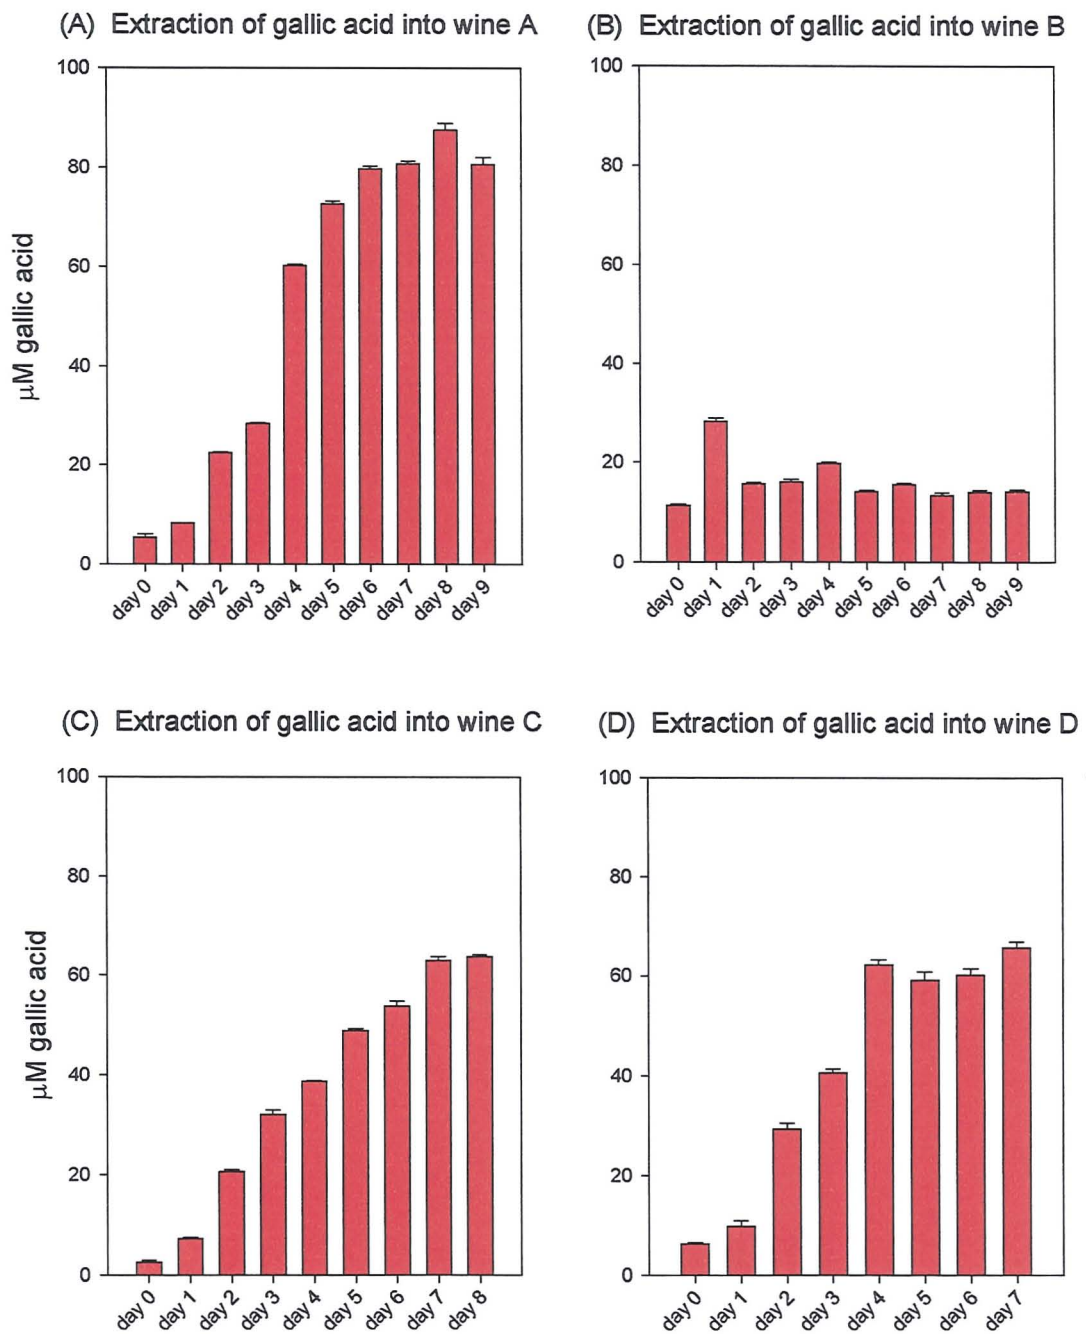 (A) Extraction of gallic acid into wine A
(B) Extraction of gallic acid into wine B
µM gallic acid
100
80
60
40
20
0
day 0
day 1
day 2
day 3
day 4
day 5
day 6
day 7
day 8
day 9
100
80
60
40
20
0
day 0
day 1
day 2
day 3
day 4
day 5
day 6
day 7
day 8
day 9
(C) Extraction of gallic acid into wine C
(D) Extraction of gallic acid into wine D
µM gallic acid
100
80
60
40
20
0
day 0
day 1
day 2
day 3
day 4
day 5
day 6
day 7
day 8
100
80
60
40
20
0
day 0
day 1
day 2
day 3
day 4
day 5
day 6
day 7